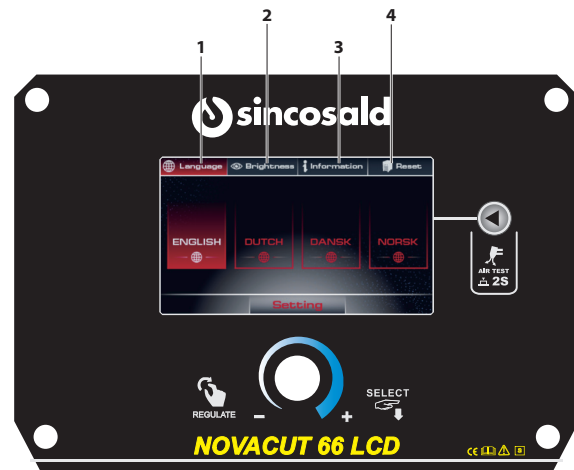 1 2 3 4
sincosald
Language Brightness Information Reset
ENGLISH DUTCH DANSK NORSK
Setting
AIR TEST
2S
REGULATE - + SELECT
NOVACUT 66 LCD
CE